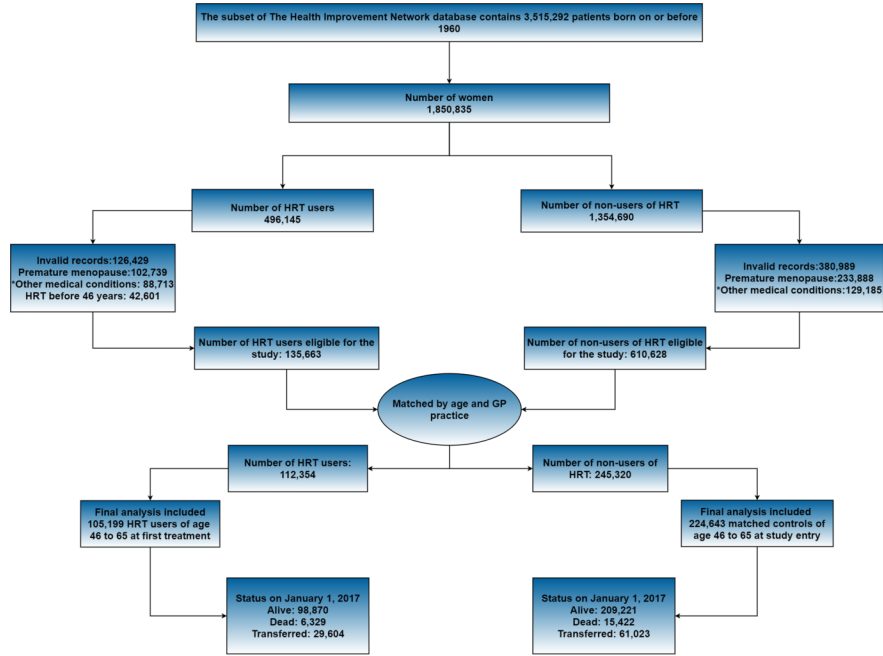 The subset of The Health Improvement Network database contains 3,515,292 patients born on or before
1960
Number of women
1,850,835
Number of HRT users
496,145
Number of non-users of HRT
1,354,690
Invalid records:126,429
Premature menopause:102,739
*Other medical conditions: 88,713
HRT before 46 years: 42,601
Invalid records:380,989
Premature menopause:233,888
*Other medical conditions:129,185
Number of HRT users eligible for the
study: 135,663
Number of non-users of HRT eligible
for the study: 610,628
Matched by age and GP
practice
Number of HRT users:
112,354
Number of non-users of
HRT: 245,320
Final analysis included
105,199 HRT users of age
46 to 65 at first treatment
Final analysis included
224,643 matched controls of
age 46 to 65 at study entry
Status on January 1, 2017
Alive: 98,870
Dead: 6,329
Transferred: 29,604
Status on January 1, 2017
Alive: 209,221
Dead: 15,422
Transferred: 61,023